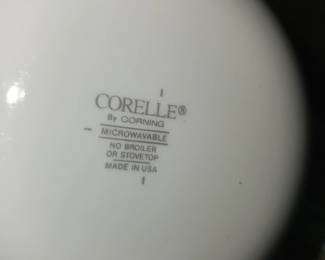 CORELLE®
By CORNING
MICROWAVABLE
NO BROILER
OR STOVETOP
MADE IN USA